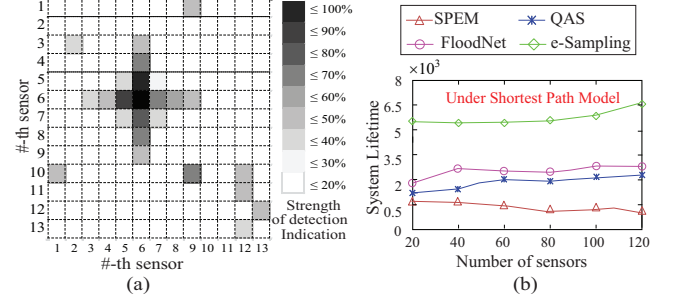 1
2
3
4
5
6
7
8
9
10
11
12
13
#-th sensor
1 2 3 4 5 6 7 8 9 10 11 12 13
#-th sensor
(a)
≤ 100%
≤ 90%
≤ 80%
≤ 70%
≤ 60%
≤ 50%
≤ 40%
≤ 30%
≤ 20%
Strength
of detection
Indication
SPEM
QAS
FloodNet
e-Sampling
×10³
Under Shortest Path Model
8
6.5
5
3.5
2
0.5
0
System Lifetime
20 40 60 80 100 120
Number of sensors
(b)